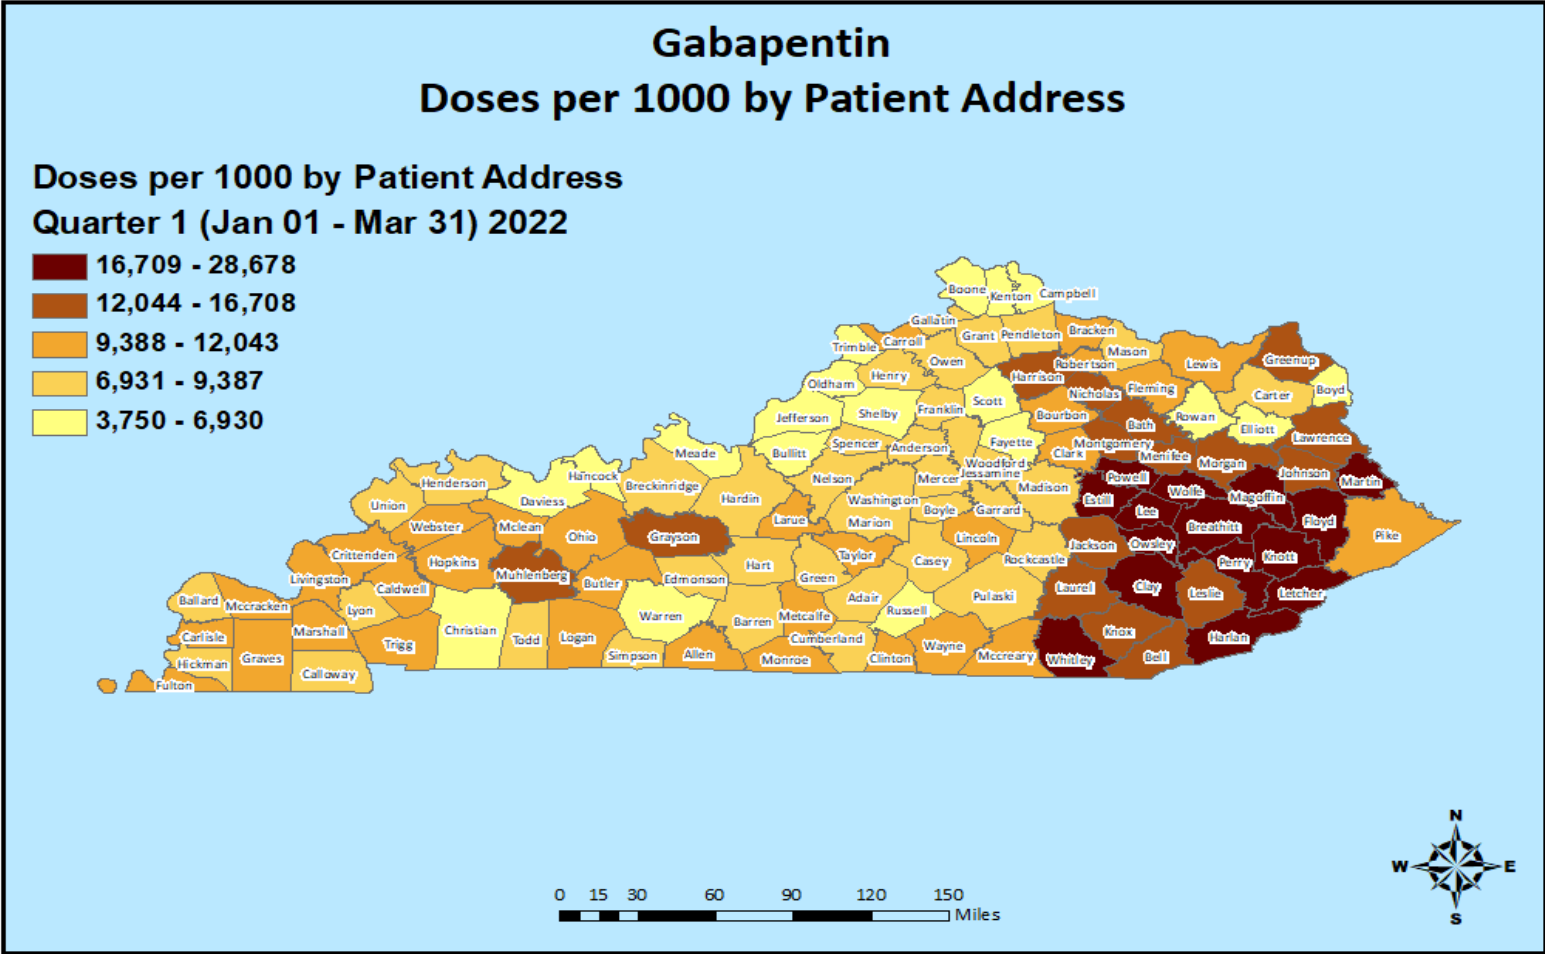 Gabapentin
Doses per 1000 by Patient Address
Doses per 1000 by Patient Address
Quarter 1 (Jan 01 - Mar 31) 2022
16,709 - 28,678
12,044 - 16,708
9,388 - 12,043
6,931 - 9,387
3,750 - 6,930
Boone
Kenton
Campbell
Gallatin
Grant
Pendleton
Bracken
Trimble
Carroll
Owen
Robertson
Mason
Lewis
Greenup
Oldham
Henry
Harrison
Nicholas
Fleming
Carter
Boyd
Jefferson
Shelby
Franklin
Scott
Bourbon
Rowan
Elliott
Bath
Lawrence
Meade
Bullitt
Spencer
Anderson
Fayette
Clark
Montgomery
Menifee
Morgan
Johnson
Martin
Woodford
Jessamine
Henderson
Hancock
Breckinridge
Nelson
Mercer
Madison
Powell
Wolfe
Magoffin
Union
Daviess
Hardin
Washington
Boyle
Garrard
Estill
Lee
Floyd
Webster
Mclean
Ohio
Grayson
Larue
Marion
Lincoln
Jackson
Owsley
Breathitt
Pike
Crittenden
Hopkins
Muhlenberg
Butler
Edmonson
Hart
Green
Taylor
Casey
Rockcastle
Perry
Knott
Livingston
Caldwell
Laurel
Clay
Leslie
Letcher
Ballard
Mccracken
Lyon
Warren
Barren
Metcalfe
Adair
Russell
Pulaski
Carlisle
Marshall
Trigg
Christian
Todd
Logan
Simpson
Allen
Monroe
Cumberland
Clinton
Wayne
Mccreary
Whitley
Knox
Bell
Harlan
Hickman
Graves
Calloway
Fulton
N
W
E
S
0 15 30 60 90 120 150
Miles